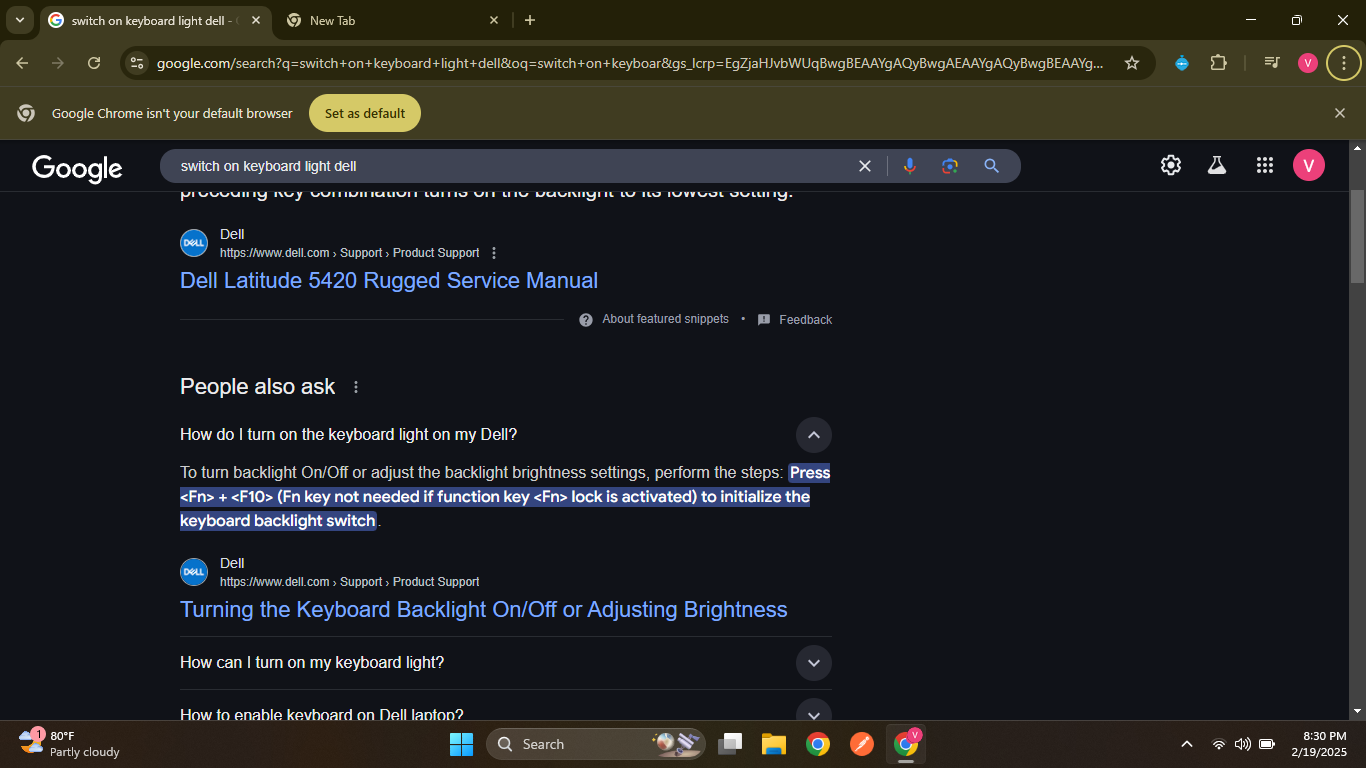 switch on keyboard light dell -
New Tab
google.com/search?q=switch+on+keyboard+light+dell&oq=switch+on+keyboar&gs_lcrp=EgZjaHJvbWUqBwgBEAAYgAQyBwgAEAAYgAQyBwgBEAAYg...
V
Google Chrome isn't your default browser
Set as default
Google
switch on keyboard light dell
V
preceding key combination turns on the backlight to its lowest setting.
DELL
Dell
https://www.dell.com › Support › Product Support
Dell Latitude 5420 Rugged Service Manual
About featured snippets • Feedback
People also ask
How do I turn on the keyboard light on my Dell?
To turn backlight On/Off or adjust the backlight brightness settings, perform the steps: Press
<Fn> + <F10> (Fn key not needed if function key <Fn> lock is activated) to initialize the
keyboard backlight switch.
DELL
Dell
https://www.dell.com › Support › Product Support
Turning the Keyboard Backlight On/Off or Adjusting Brightness
How can I turn on my keyboard light?
How to enable keyboard on Dell laptop?
1
80°F
Partly cloudy
Search
V
8:30 PM
2/19/2025